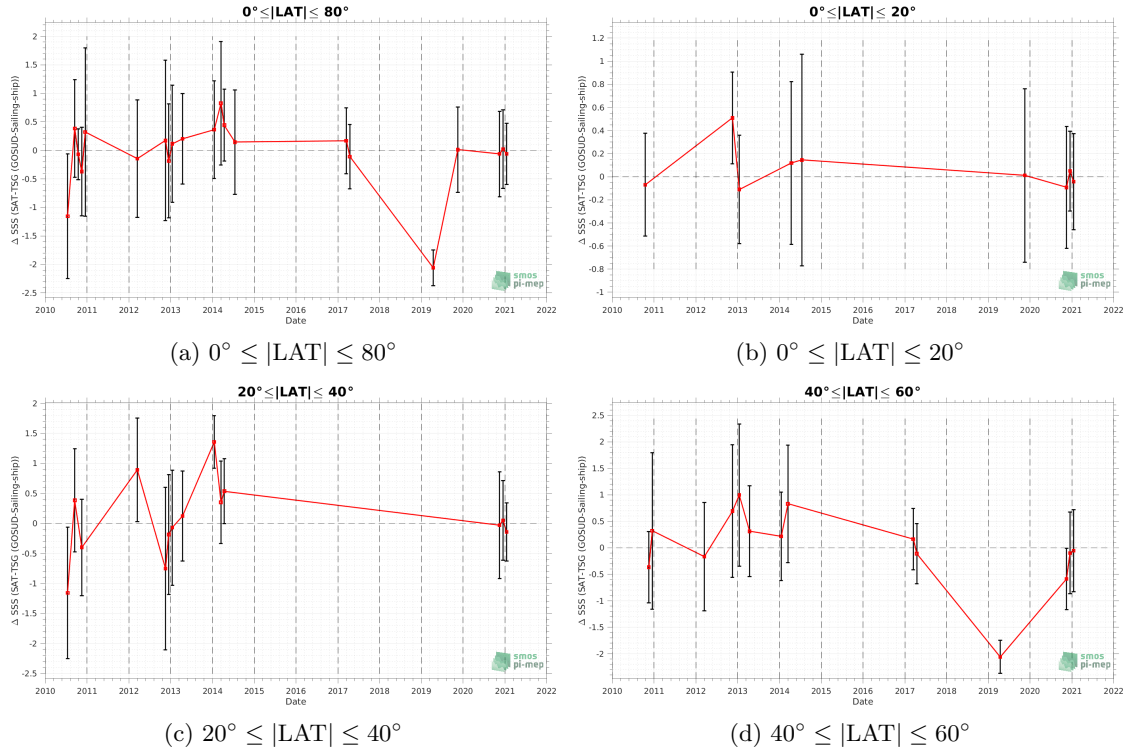 0°≤|LAT|≤ 80°
Δ SSS (SAT-TSG (GOSUD-Sailing-ship))
2
1.5
1
0.5
0
-0.5
-1
-1.5
-2
-2.5
2010 2011 2012 2013 2014 2015 2016 2017 2018 2019 2020 2021 2022
Date
smos
pi-mep
(a) 0° ≤ |LAT| ≤ 80°
0°≤|LAT|≤ 20°
Δ SSS (SAT-TSG (GOSUD-Sailing-ship))
1.2
1
0.8
0.6
0.4
0.2
0
-0.2
-0.4
-0.6
-0.8
-1
2010 2011 2012 2013 2014 2015 2016 2017 2018 2019 2020 2021 2022
Date
smos
pi-mep
(b) 0° ≤ |LAT| ≤ 20°
20°≤|LAT|≤ 40°
Δ SSS (SAT-TSG (GOSUD-Sailing-ship))
2
1.5
1
0.5
0
-0.5
-1
-1.5
-2
-2.5
2010 2011 2012 2013 2014 2015 2016 2017 2018 2019 2020 2021 2022
Date
smos
pi-mep
(c) 20° ≤ |LAT| ≤ 40°
40°≤|LAT|≤ 60°
Δ SSS (SAT-TSG (GOSUD-Sailing-ship))
2.5
2
1.5
1
0.5
0
-0.5
-1
-1.5
-2
2010 2011 2012 2013 2014 2015 2016 2017 2018 2019 2020 2021 2022
Date
smos
pi-mep
(d) 40° ≤ |LAT| ≤ 60°